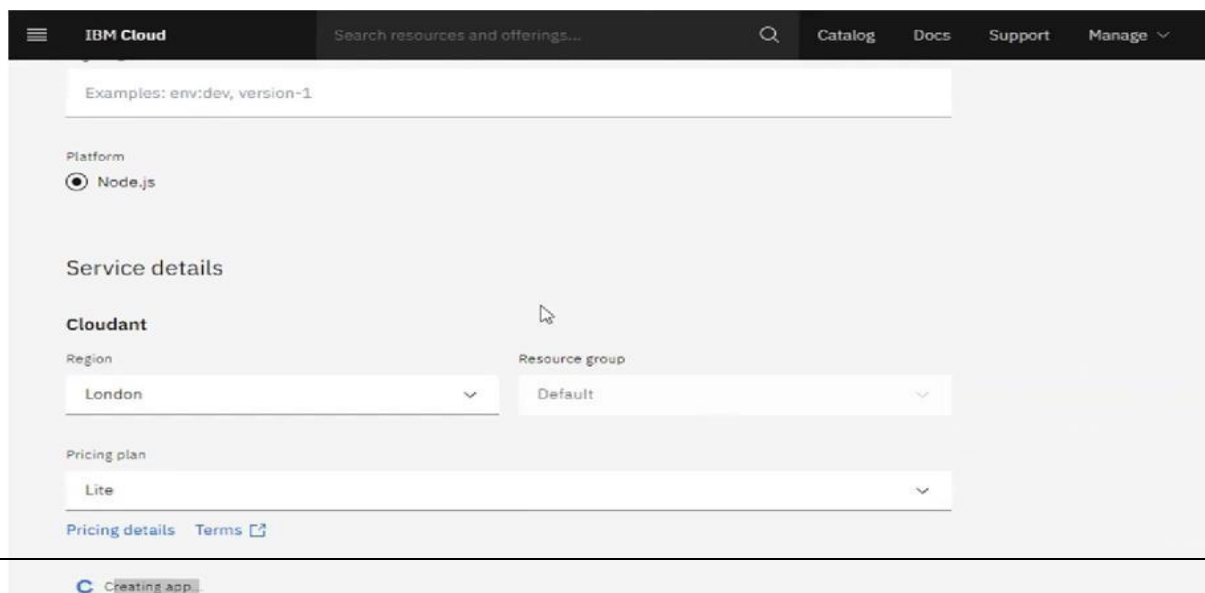 IBM Cloud Search resources and offerings... Catalog Docs Support Manage
Examples: env:dev, version-1
Platform
Node.js
Service details
Cloudant
Region Resource group
London Default
Pricing plan
Lite
Pricing details Terms
Creating app...